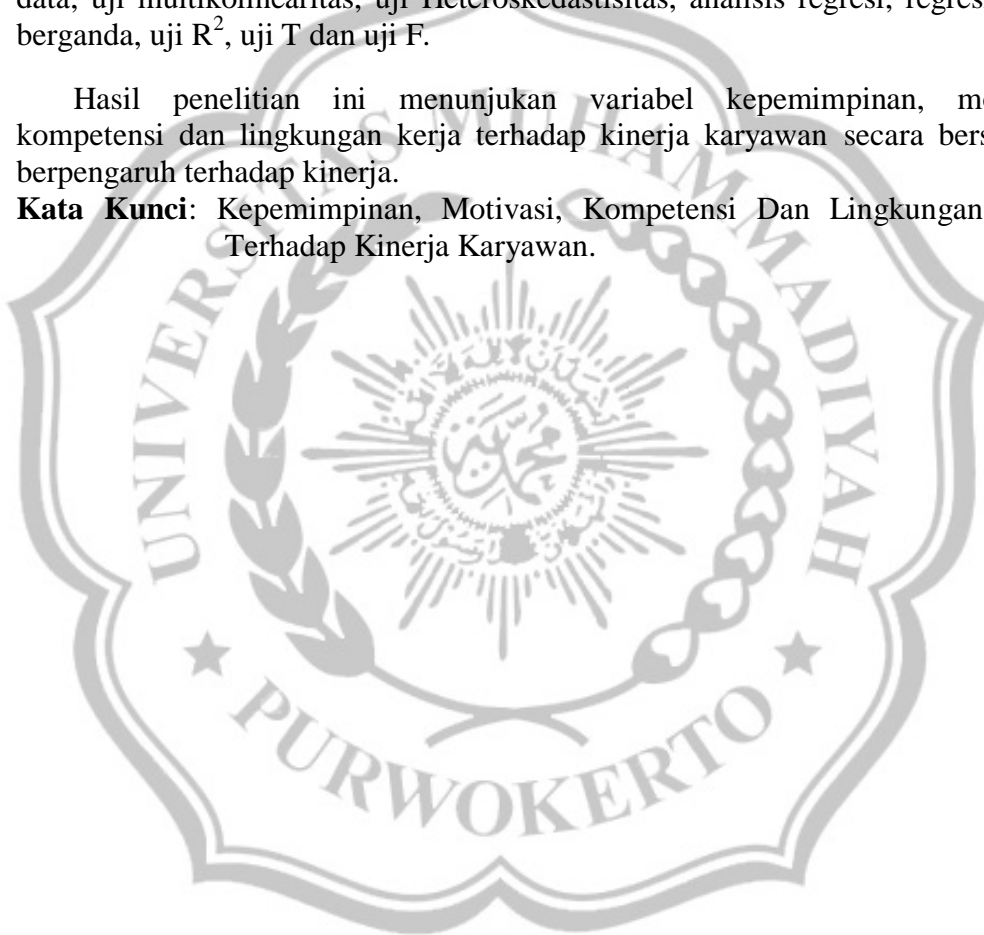 data, uji multikolinearitas, uji Heteroskedastisitas, analisis regresi,
berganda, uji R², uji T dan uji F.
Hasil penelitian ini menunjukan variabel kepemimpinan,
kompetensi dan lingkungan kerja terhadap kinerja karyawan secara
berpengaruh terhadap kinerja.
Kata Kunci: Kepemimpinan, Motivasi, Kompetensi Dan Lingkungan
Terhadap Kinerja Karyawan.
UNIVERSITAS MUHAMMADIYAH
PURWOKERTO